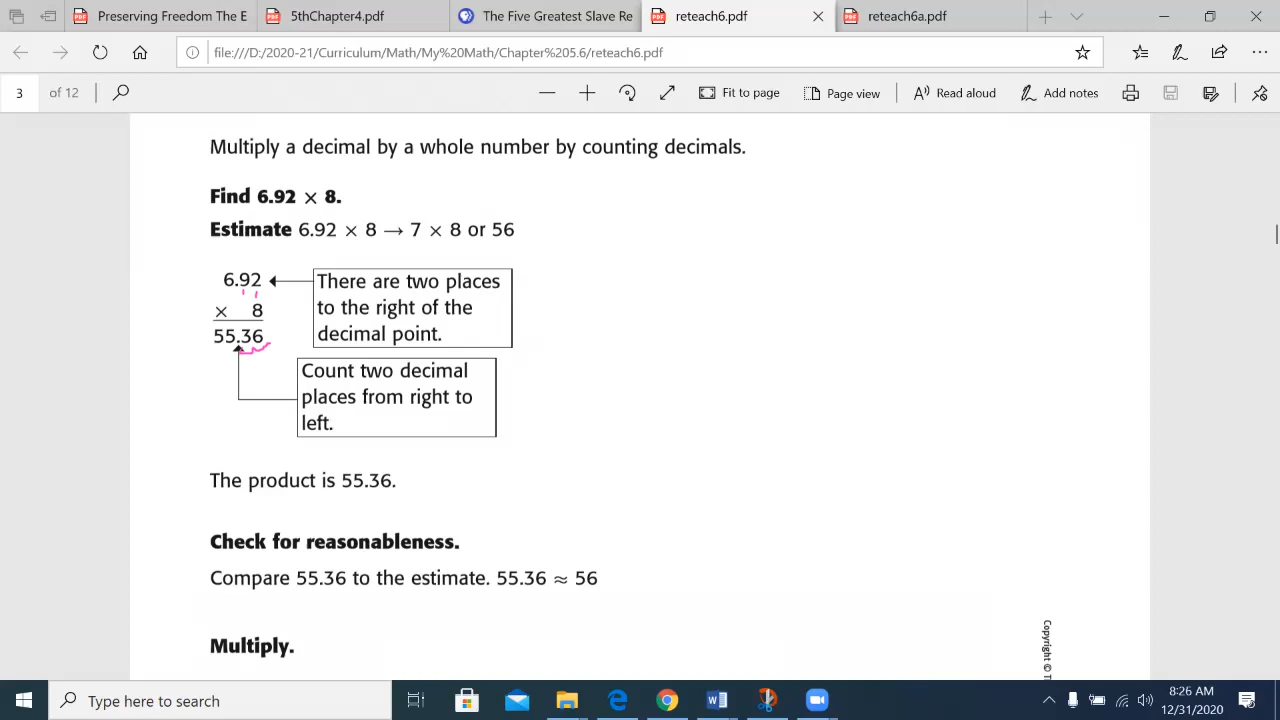 Preserving Freedom The E
5thChapter4.pdf
The Five Greatest Slave Re
reteach6.pdf
reteach6a.pdf
file:///D:/2020-21/Curriculum/Math/My%20Math/Chapter%205.6/reteach6.pdf
3 of 12
Fit to page
Page view
Read aloud
Add notes
Multiply a decimal by a whole number by counting decimals.
Find 6.92 × 8.
Estimate 6.92 × 8 → 7 × 8 or 56
6.92
× 8
55.36
There are two places
to the right of the
decimal point.
Count two decimal
places from right to
left.
The product is 55.36.
Check for reasonableness.
Compare 55.36 to the estimate. 55.36 ≈ 56
Multiply.
Copyright © T
Type here to search
8:26 AM
12/31/2020